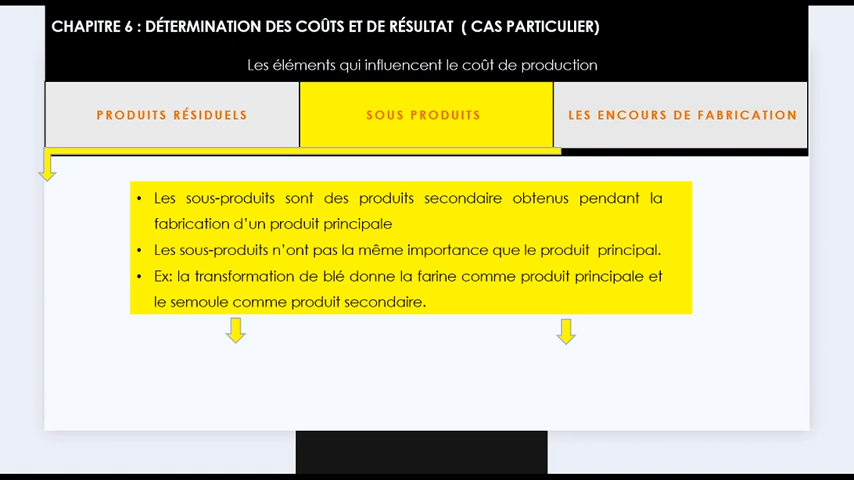 CHAPITRE 6 : DÉTERMINATION DES COÛTS ET DE RÉSULTAT ( CAS PARTICULIER)
Les éléments qui influencent le coût de production
PRODUITS RÉSIDUELS
SOUS PRODUITS
LES ENCOURS DE FABRICATION
• Les sous-produits sont des produits secondaire obtenus pendant la
fabrication d'un produit principale
• Les sous-produits n'ont pas la même importance que le produit principal.
• Ex: la transformation de blé donne la farine comme produit principale et
le semoule comme produit secondaire.